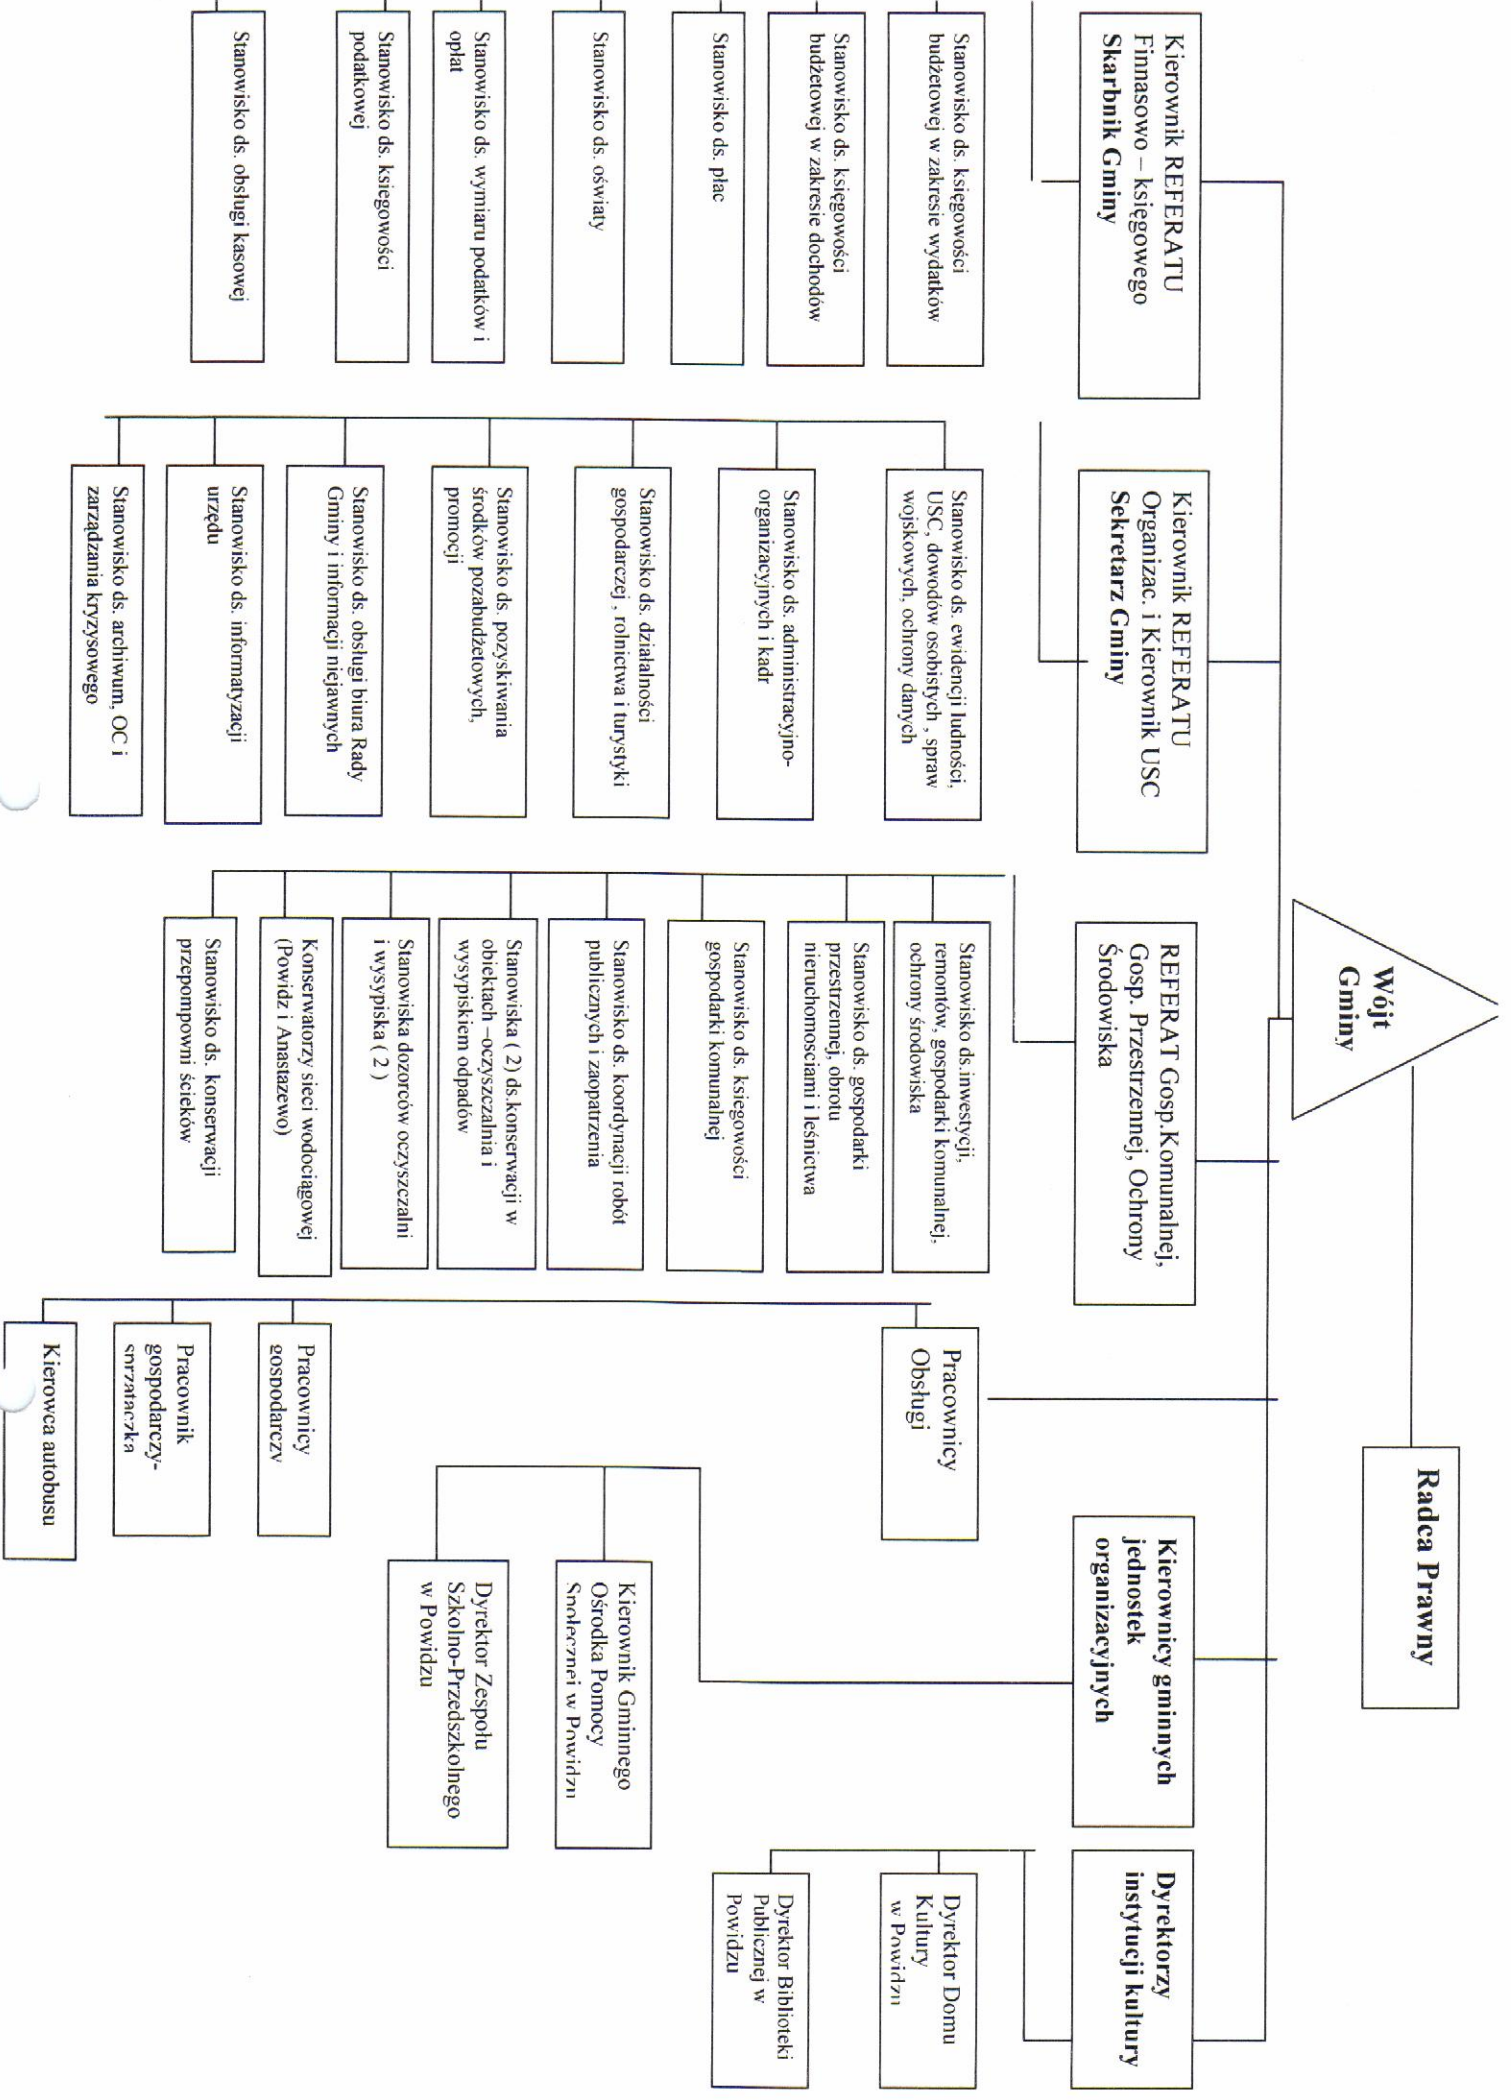 Wójt
Gminy
Radca Prawny
Kierownik REFERATU
Finnasowo – księgowego
Skarbnik Gminy
Stanowisko ds. księgowości
budżetowej w zakresie wydatków
Stanowisko ds. księgowości
budżetowej w zakresie dochodów
Stanowisko ds. płac
Stanowisko ds. oświaty
Stanowisko ds. wymiaru podatków i
opłat
Stanowisko ds. ksiegowości
podatkowej
Stanowisko ds. obsługi kasowej
Kierownik REFERATU
Organizac. i Kierownik USC
Sekretarz Gminy
Stanowisko ds. ewidencji ludności,
USC, dowodów osobistych , spraw
wojskowych, ochrony danych
Stanowisko ds. administracyjno-
organizacyjnych i kadr
Stanowisko ds. działalności
gospodarczej , rolnictwa i turystyki
Stanowisko ds. pozyskiwania
środków pozabudżetowych,
promocji
Stanowisko ds. obsługi biura Rady
Gminy i informacji niejawnych
Stanowisko ds. informatyzacji
urzędu
Stanowisko ds. archiwum, OC i
zarządzania kryzysowego
REFERAT Gosp.Komunalnej,
Gosp. Przestrzennej, Ochrony
Środowiska
Stanowisko ds.inwestycji,
remontów, gospodarki komunalnej,
ochrony środowiska
Stanowisko ds. gospodarki
przestrzennej, obrotu
nieruchomosciami i leśnictwa
Stanowisko ds. ksiegowości
gospodarki komunalnej
Stanowisko ds. koordynacji robót
publicznych i zaopatrzenia
Stanowiska ( 2) ds.konserwacji w
obiektach –oczyszczalnia i
wysypiskiem odpadów
Stanowiska dozorców oczyszczalni
i wysypiska ( 2 )
Konserwatorzy sieci wodociągowej
(Powidz i Anastazewo)
Stanowisko ds. konserwacji
przepompowni ścieków
Pracownicy
Obsługi
Pracownicy
gospodarczy
Pracownik
gospodarczy-
sprzątaczka
Kierowca autobusu
Kierownicy gminnych
jednostek
organizacyjnych
Kierownik Gminnego
Ośrodka Pomocy
Społecznej w Powidzu
Dyrektor Zespołu
Szkolno-Przedszkolnego
w Powidzu
Dyrektorzy
instytucji kultury
Dyrektor Domu
Kultury
w Powidzu
Dyrektor Biblioteki
Publicznej w
Powidzu